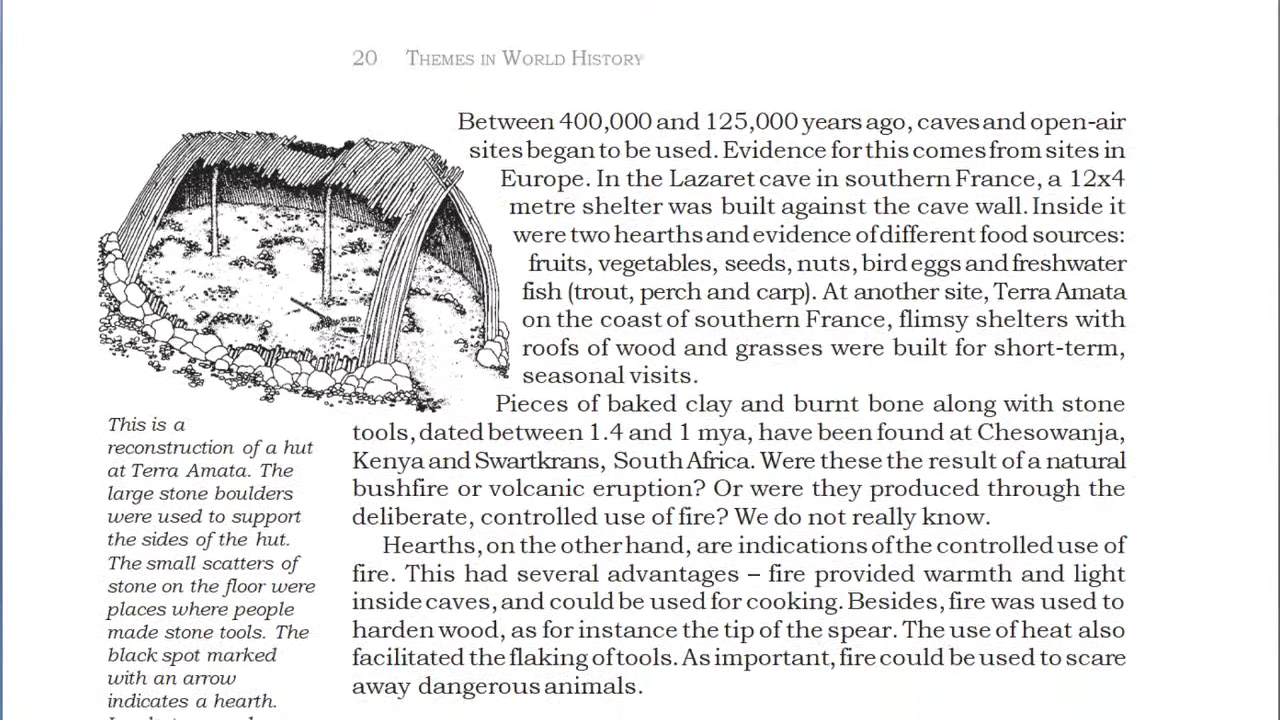 20 THEMES IN WORLD HISTORY
Between 400,000 and 125,000 years ago, caves and open-air
sites began to be used. Evidence for this comes from sites in
Europe. In the Lazaret cave in southern France, a 12x4
metre shelter was built against the cave wall. Inside it
were two hearths and evidence of different food sources:
fruits, vegetables, seeds, nuts, bird eggs and freshwater
fish (trout, perch and carp). At another site, Terra Amata
on the coast of southern France, flimsy shelters with
roofs of wood and grasses were built for short-term,
seasonal visits.
Pieces of baked clay and burnt bone along with stone
tools, dated between 1.4 and 1 mya, have been found at Chesowanja,
Kenya and Swartkrans, South Africa. Were these the result of a natural
bushfire or volcanic eruption? Or were they produced through the
deliberate, controlled use of fire? We do not really know.
Hearths, on the other hand, are indications of the controlled use of
fire. This had several advantages – fire provided warmth and light
inside caves, and could be used for cooking. Besides, fire was used to
harden wood, as for instance the tip of the spear. The use of heat also
facilitated the flaking of tools. As important, fire could be used to scare
away dangerous animals.
This is a
reconstruction of a hut
at Terra Amata. The
large stone boulders
were used to support
the sides of the hut.
The small scatters of
stone on the floor were
places where people
made stone tools. The
black spot marked
with an arrow
indicates a hearth.